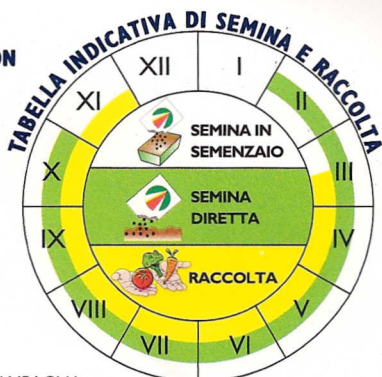 TABELLA INDICATIVA DI SEMINA E RACCOLTA
ON
XII
I
II
III
IV
V
VI
VII
VIII
IX
X
XI
SEMINA IN
SEMENZAIO
SEMINA
DIRETTA
RACCOLTA